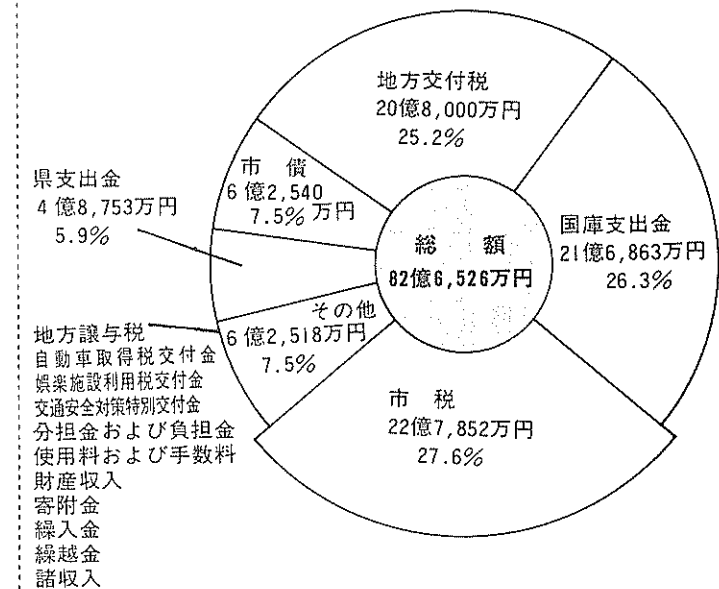 地方交付税
20億8,000万円
25.2%
市債
6億2,540
7.5%万円
県支出金
4億8,753万円
5.9%
総額
82億6,526万円
国庫支出金
21億6,863万円
26.3%
その他
6億2,518万円
7.5%
市税
22億7,852万円
27.6%
地方譲与税
自動車取得税交付金
娯楽施設利用税交付金
交通安全対策特別交付金
分担金および負担金
使用料および手数料
財産収入
寄附金
繰入金
繰越金
諸収入